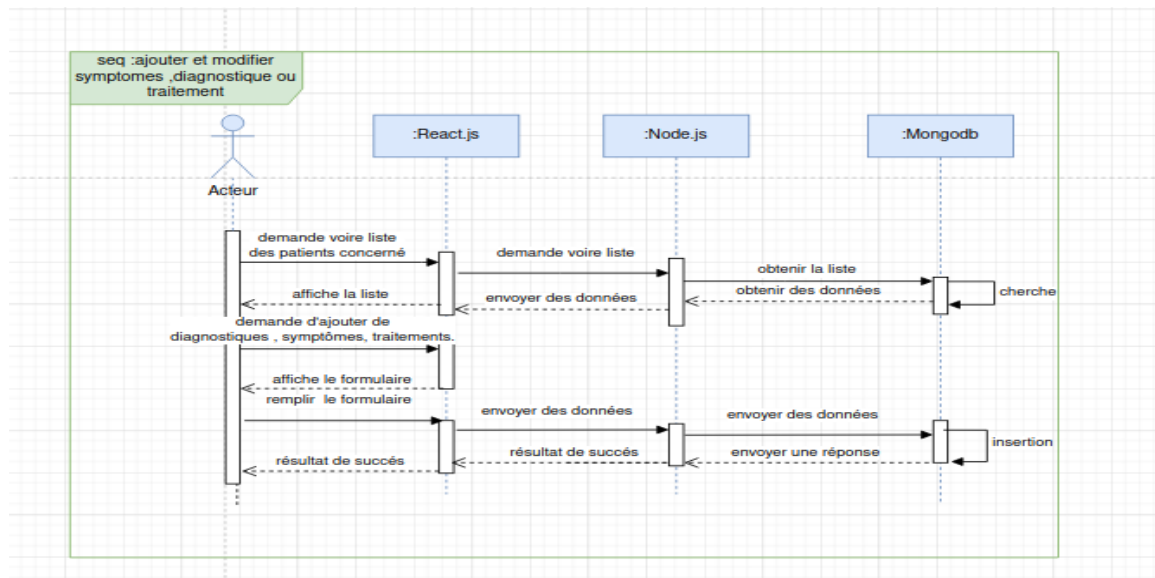 seq :ajouter et modifier
symptomes ,diagnostique ou
traitement
:React.js
:Node.js
:Mongodb
Acteur
demande voire liste
des patients concerné
demande voire liste
obtenir la liste
cherche
obtenir des données
envoyer des données
affiche la liste
demande d'ajouter de
diagnostiques , symptômes, traitements.
affiche le formulaire
remplir le formulaire
envoyer des données
envoyer des données
insertion
envoyer une réponse
résultat de succés
résultat de succés